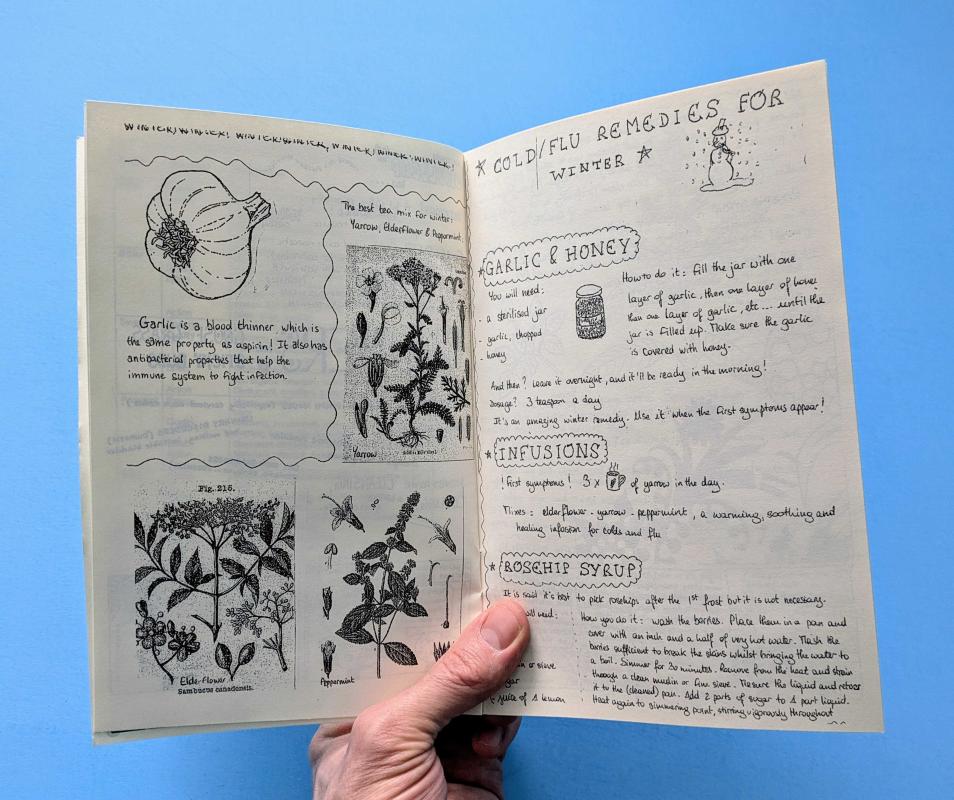 WINTER! WINTER! WINTER! WINTER, WINTER! WINTER! WINTER!
The best tea mix for winter:
Yarrow, Elderflower & Peppermint.
Garlic is a blood thinner which is
the same property as aspirin! It also has
antibacterial properties that help the
immune system to fight infection.
Yarrow
Fig. 215.
Elder flower
Sambucus canadensis.
Peppermint
COLD/FLU REMEDIES FOR
WINTER
GARLIC & HONEY
You will need:
- a sterilised jar
- garlic, chopped
- honey
How to do it: fill the jar with one
layer of garlic, then one layer of honey
then one layer of garlic, etc... until the
jar is filled up. Make sure the garlic
is covered with honey.
And then? Leave it overnight, and it'll be ready in the morning!
Dosage? 3 teaspoon a day
It's an amazing winter remedy. Use it when the first symptoms appear!
INFUSIONS
! First symptoms! 3 x of yarrow in the day.
Mixes: elderflower - yarrow - peppermint, a warming, soothing and
healing infusion for colds and flu
ROSEHIP SYRUP
It is said it's best to pick rosehips after the 1st frost but it is not necessary.
will need:
or sieve
juice of 1 lemon
How you do it: wash the berries. Place them in a pan and
cover with an inch and a half of very hot water. Mash the
berries sufficient to break the skins whilst bringing the water to
a boil. Simmer for 30 minutes. Remove from the heat and strain
through a clean muslin or fine sieve. Mesure the liquid and
it to the (cleaned) pan. Add 2 parts of sugar to 1 part liquid.
Heat again to simmering point, stirring vigorously throughout